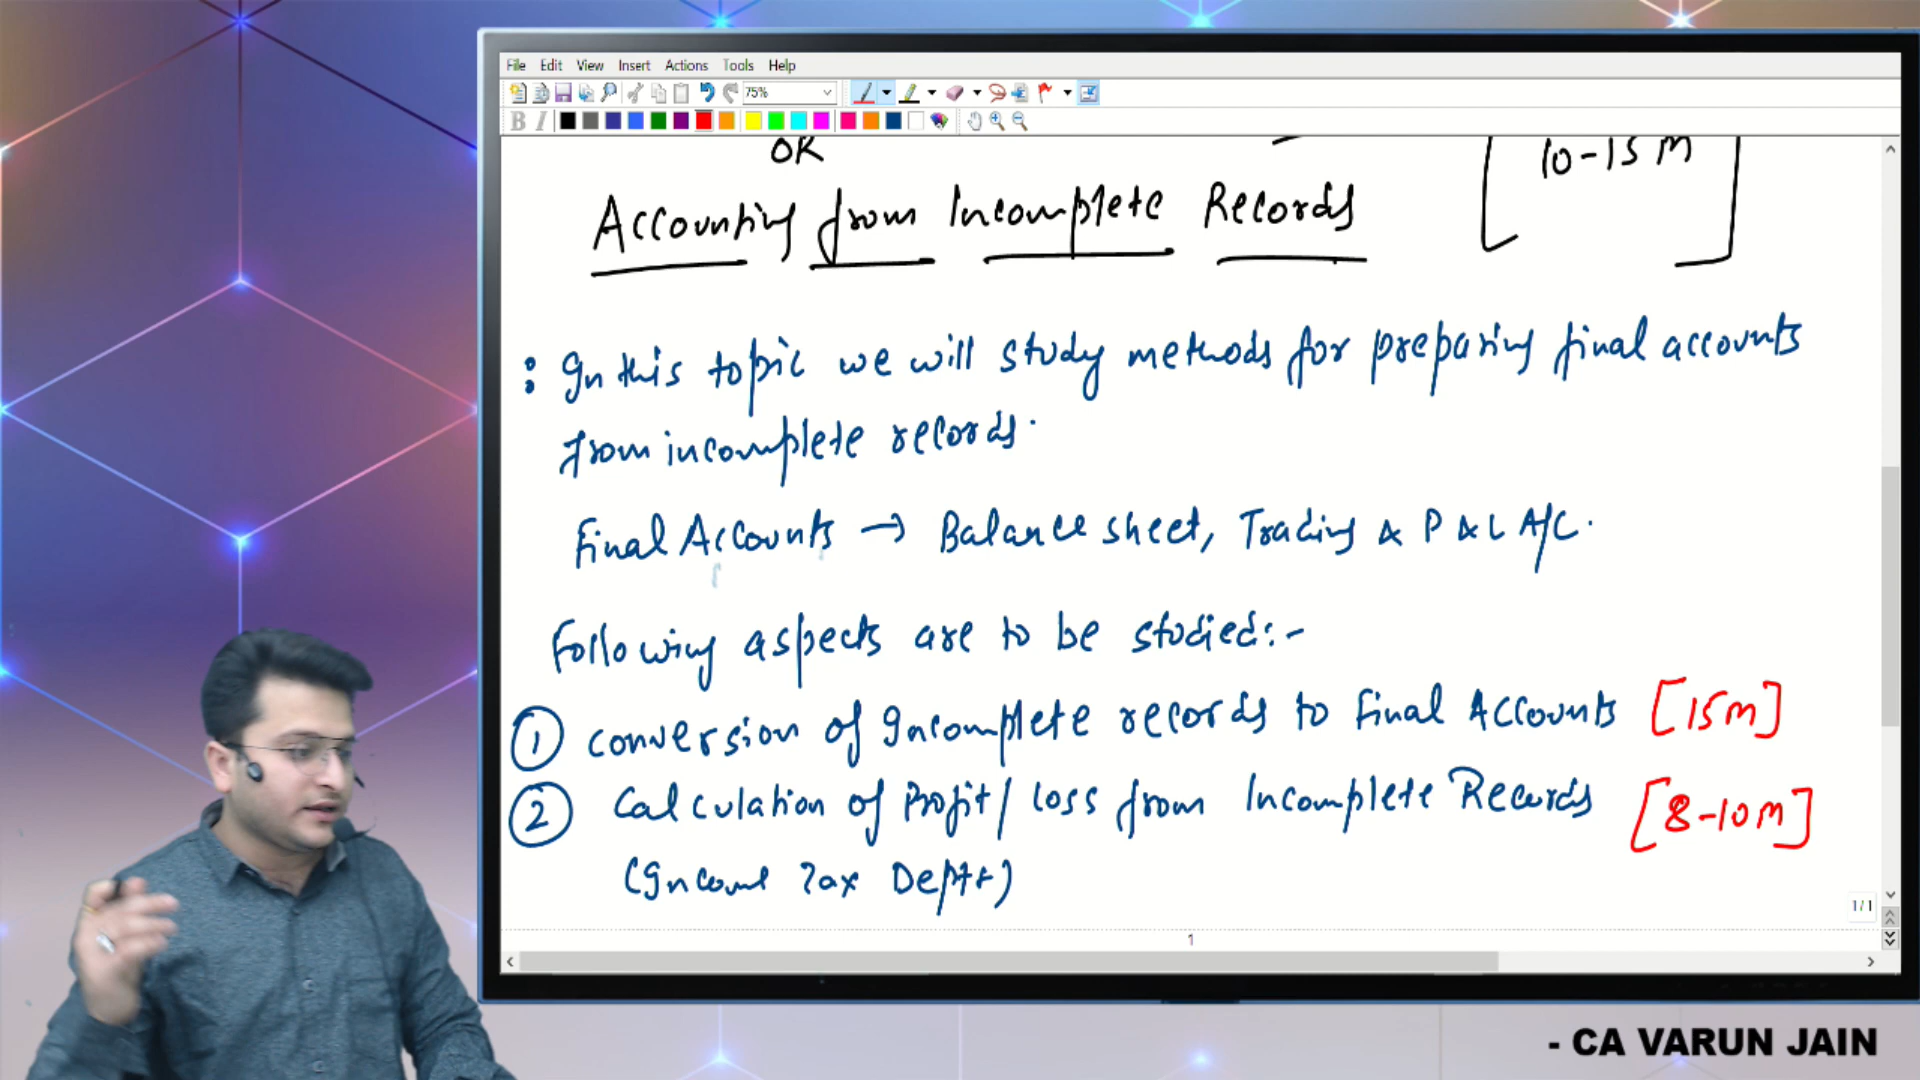 File Edit View Insert Actions Tools Help
75%
B I
OR
10-15 M
Accounting from Incomplete Records
: In this topic we will study methods for preparing final accounts
from incomplete records.
Final Accounts → Balance sheet, Trading & P & L A/C.
Following aspects are to be studied:-
① Conversion of Incomplete records to Final Accounts [15M]
② Calculation of Profit/Loss from Incomplete Records [8-10M]
(Income Tax Deptt)
1/1
1
- CA VARUN JAIN